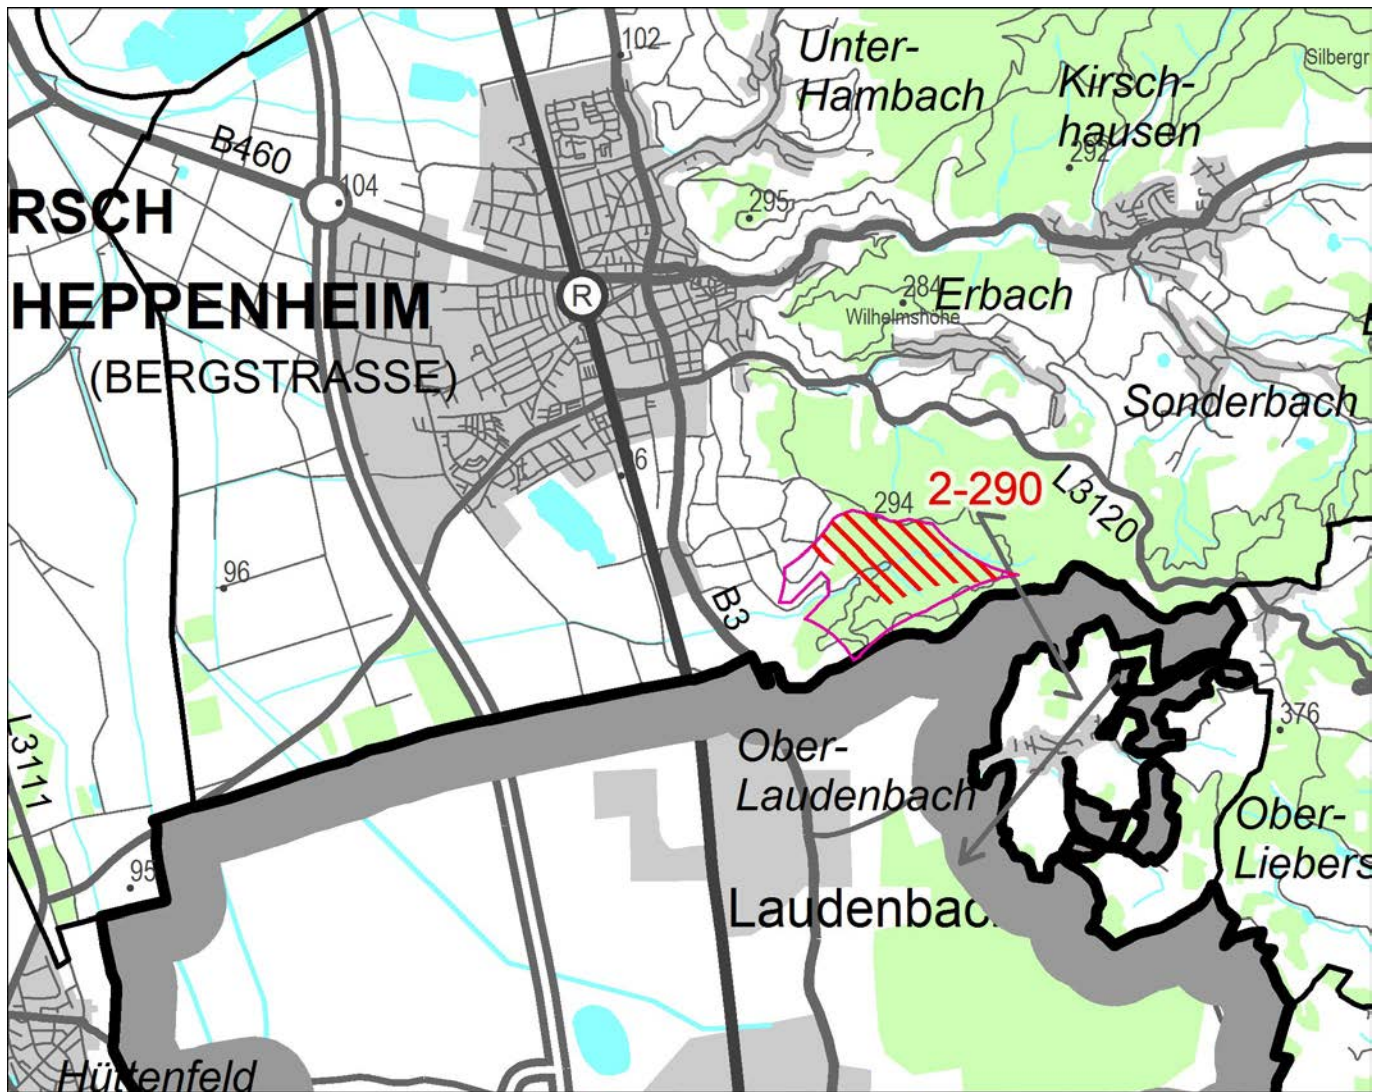 102
Unter-
Hambach
Kirsch-
hausen
292
Silbergr
B460
104
RSCH
295
HEPPENHEIM
(BERGSTRASSE)
R
284
Wilhelmshöhe
Erbach
Sonderbach
6
294
2-290
L3120
96
B3
L3111
Ober-
Laudenbach
376
Ober-
Liebers
95
Laudenbac
Hüttenfeld